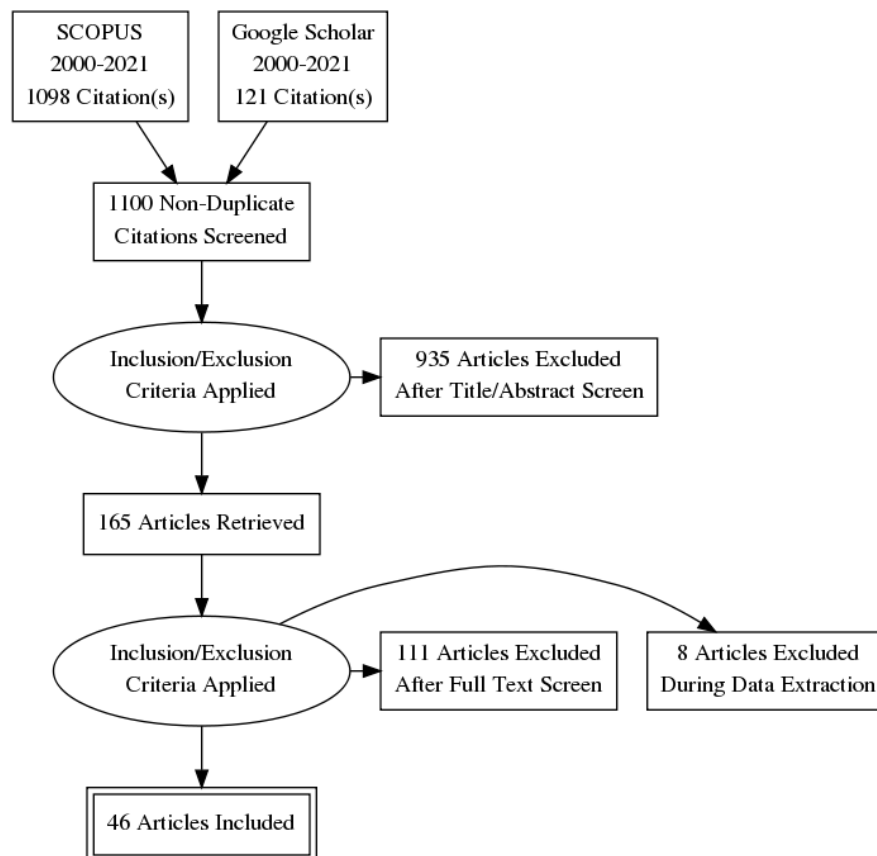 SCOPUS
2000-2021
1098 Citation(s)
Google Scholar
2000-2021
121 Citation(s)
1100 Non-Duplicate
Citations Screened
Inclusion/Exclusion
Criteria Applied
935 Articles Excluded
After Title/Abstract Screen
165 Articles Retrieved
Inclusion/Exclusion
Criteria Applied
111 Articles Excluded
After Full Text Screen
8 Articles Excluded
During Data Extraction
46 Articles Included